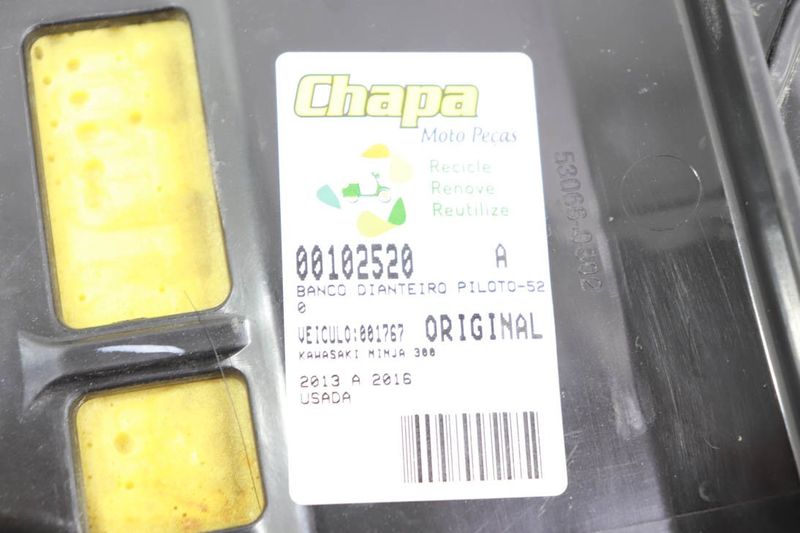 Chapa
Moto Peças
Recicle
Renove
Reutilize
00102520 A
BANCO DIANTEIRO PILOTO-52
0
VEICULO:001767 ORIGINAL
KAWASAKI NINJA 300
2013 A 2016
USADA
53066-0502